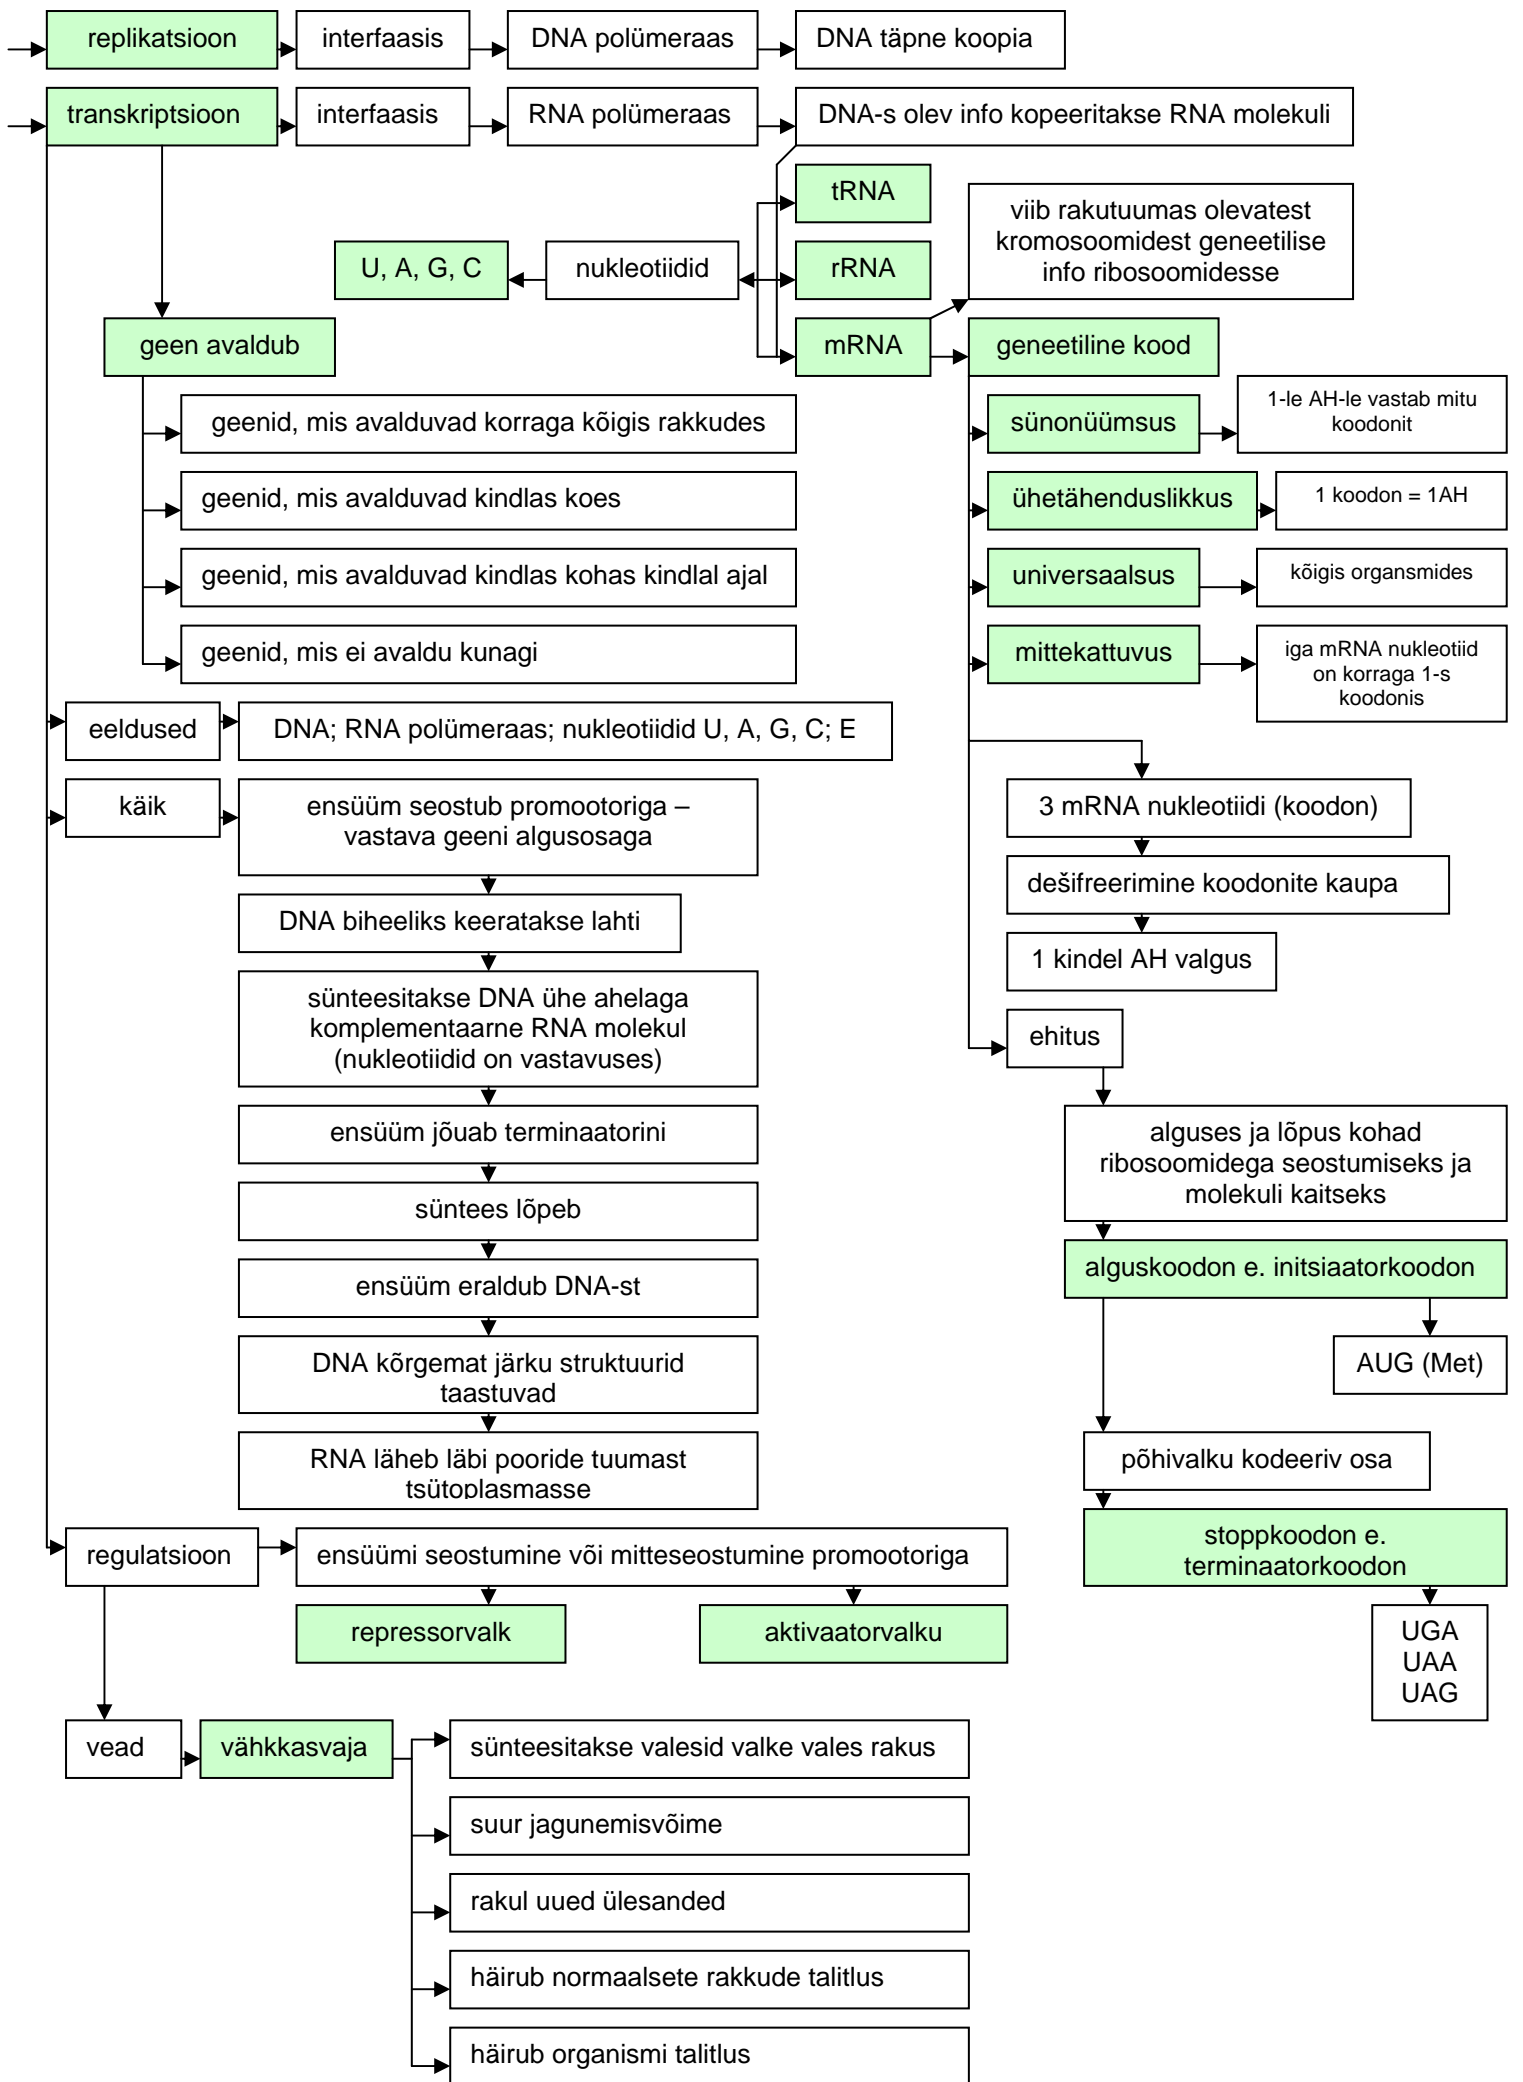 replikatsioon
interfaasis
DNA polümeraas
DNA täpne koopia
transkriptsioon
interfaasis
RNA polümeraas
DNA-s olev info kopeeritakse RNA molekuli
tRNA
viib rakutuumas olevatest
kromosoomidest geneetilise
info ribosoomidesse
U, A, G, C
nukleotiidid
rRNA
geen avaldub
mRNA
geneetiline kood
geenid, mis avalduvad korraga kõigis rakkudes
geenid, mis avalduvad kindlas koes
geenid, mis avalduvad kindlas kohas kindlal ajal
geenid, mis ei avaldu kunagi
sünonüümsus
1-le AH-le vastab mitu
koodonit
ühetähenduslikkus
1 koodon = 1AH
universaalsus
kõigis organsmides
mittekattuvus
iga mRNA nukleotiid
on korraga 1-s
koodonis
eeldused
DNA; RNA polümeraas; nukleotiidid U, A, G, C; E
käik
ensüüm seostub promootoriga –
vastava geeni algusosaga
DNA biheeliks keeratakse lahti
sünteesitakse DNA ühe ahelaga
komplementaarne RNA molekul
(nukleotiidid on vastavuses)
ensüüm jõuab terminaatorini
süntees lõpeb
ensüüm eraldub DNA-st
DNA kõrgemat järku struktuurid
taastuvad
RNA läheb läbi pooride tuumast
tsütoplasmasse
3 mRNA nukleotiidi (koodon)
dešifreerimine koodonite kaupa
1 kindel AH valgus
ehitus
alguses ja lõpus kohad
ribosoomidega seostumiseks ja
molekuli kaitseks
alguskoodon e. initsiaatorkoodon
AUG (Met)
põhivalku kodeeriv osa
stoppkoodon e.
terminaatorkoodon
UGA
UAA
UAG
regulatsioon
ensüümi seostumine või mitteseostumine promootoriga
repressorvalk
aktivaatorvalku
vead
vähkkasvaja
sünteesitakse valesid valke vales rakus
suur jagunemisvõime
rakul uued ülesanded
häirub normaalsete rakkude talitlus
häirub organismi talitlus